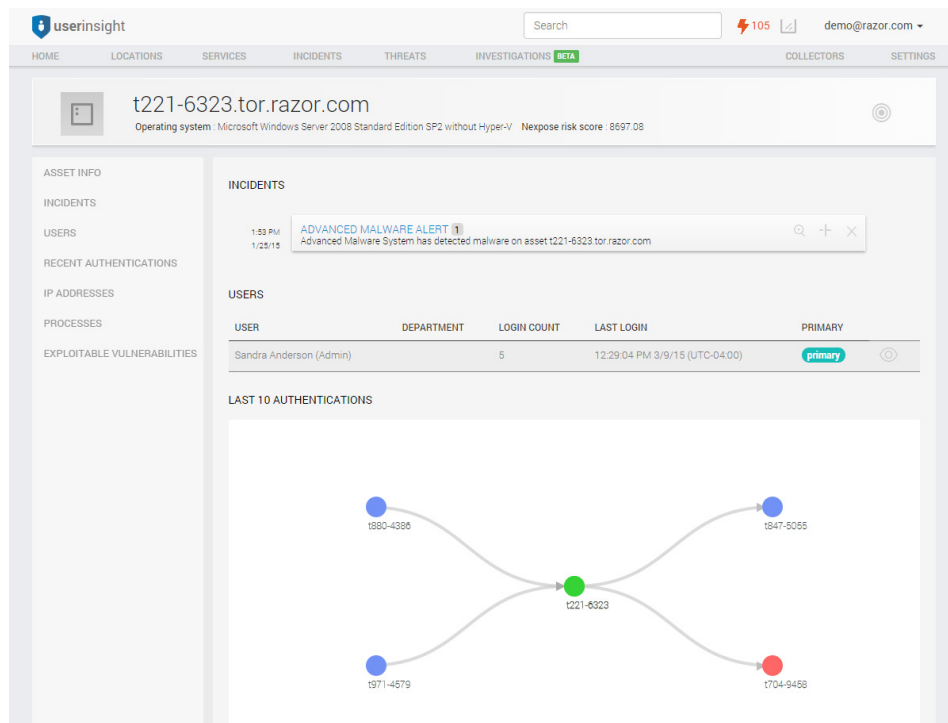 userinsight
Search
105
demo@razor.com
HOME LOCATIONS SERVICES INCIDENTS THREATS INVESTIGATIONS BETA COLLECTORS SETTINGS
t221-6323.tor.razor.com
Operating system : Microsoft Windows Server 2008 Standard Edition SP2 without Hyper-V Nexpose risk score : 8697.08
ASSET INFO
INCIDENTS
USERS
RECENT AUTHENTICATIONS
IP ADDRESSES
PROCESSES
EXPLOITABLE VULNERABILITIES
INCIDENTS
1:53 PM
1/25/15
ADVANCED MALWARE ALERT 1
Advanced Malware System has detected malware on asset t221-6323.tor.razor.com
USERS
USER DEPARTMENT LOGIN COUNT LAST LOGIN PRIMARY
Sandra Anderson (Admin) 5 12:29:04 PM 3/9/15 (UTC-04:00) primary
LAST 10 AUTHENTICATIONS
t880-4386
t847-5055
t221-6323
t971-4579
t704-9458